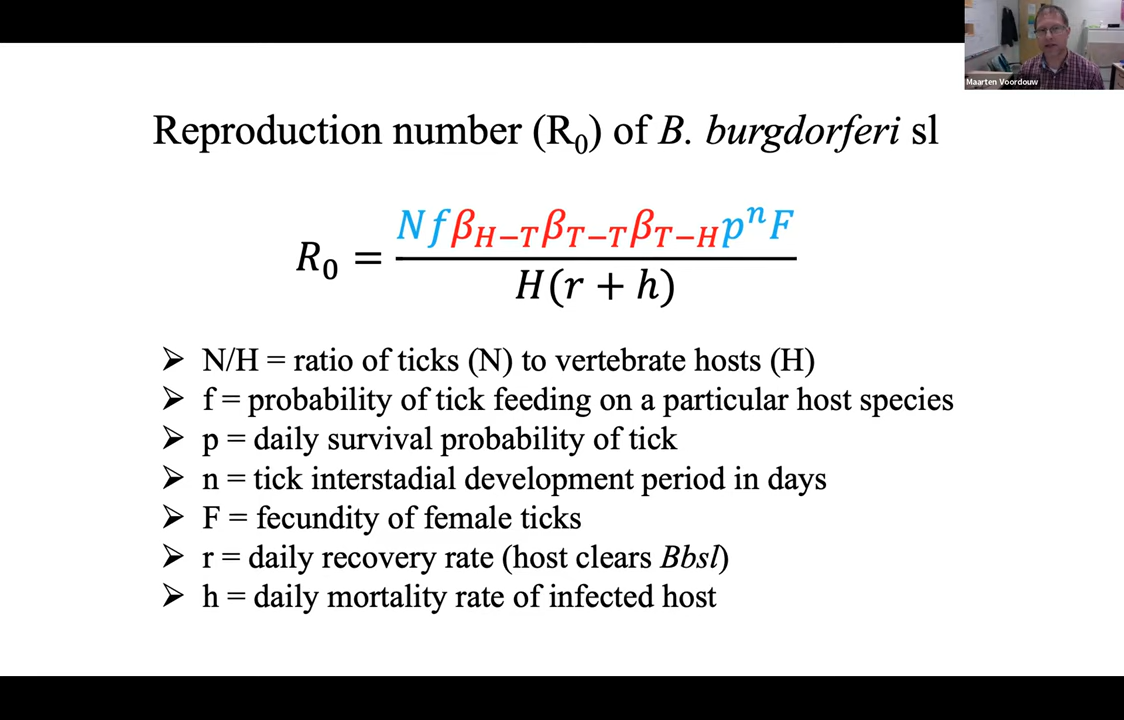 Maarten Voordouw
Reproduction number (R₀) of B. burgdorferi sl
R₀ = N f β_{H−T} β_{T−T} β_{T−H} pⁿ F / H(r + h)
➢ N/H = ratio of ticks (N) to vertebrate hosts (H)
➢ f = probability of tick feeding on a particular host species
➢ p = daily survival probability of tick
➢ n = tick interstadial development period in days
➢ F = fecundity of female ticks
➢ r = daily recovery rate (host clears Bbsl)
➢ h = daily mortality rate of infected host